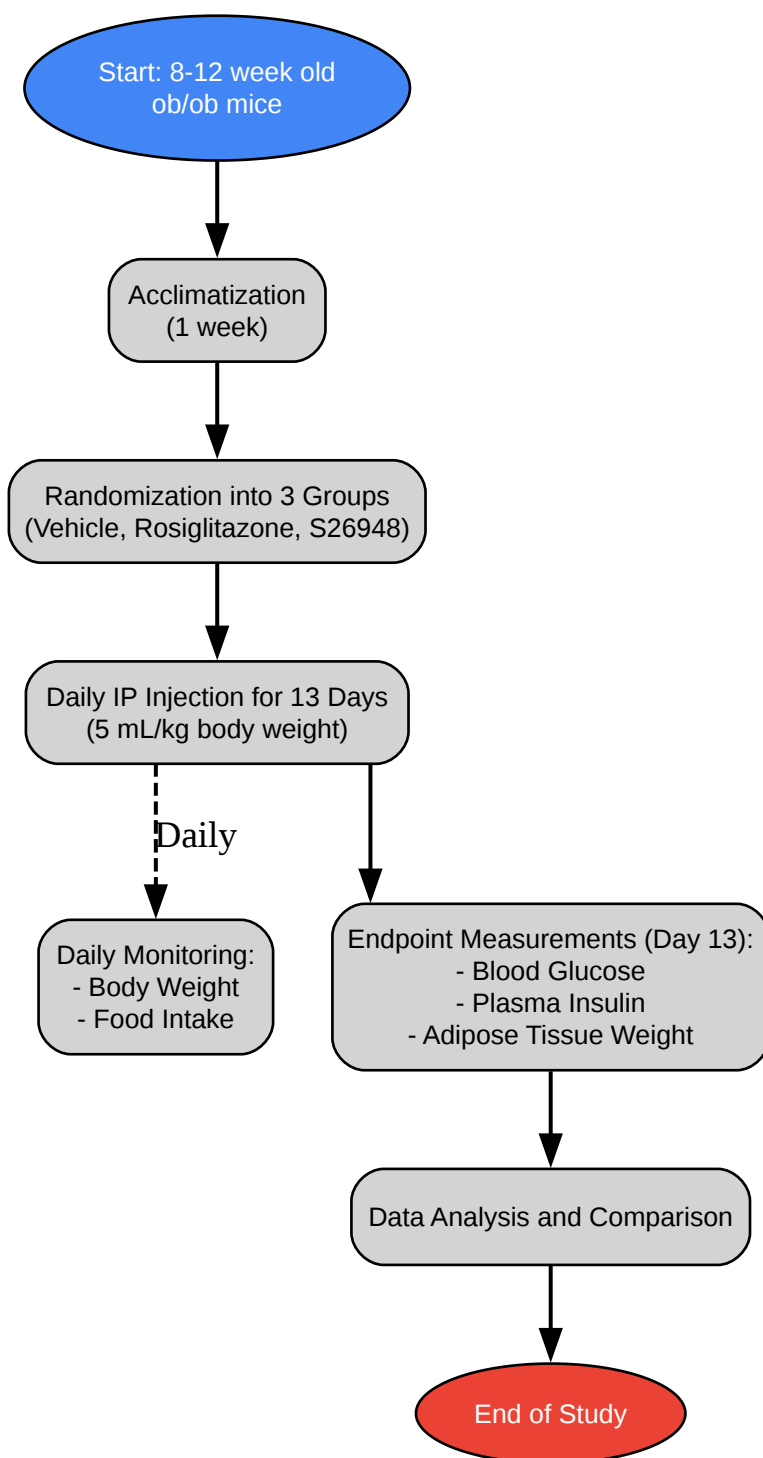 Start: 8-12 week old
ob/ob mice
Acclimatization
(1 week)
Randomization into 3 Groups
(Vehicle, Rosiglitazone, S26948)
Daily IP Injection for 13 Days
(5 mL/kg body weight)
Daily
Daily Monitoring:
- Body Weight
- Food Intake
Endpoint Measurements (Day 13):
- Blood Glucose
- Plasma Insulin
- Adipose Tissue Weight
Data Analysis and Comparison
End of Study